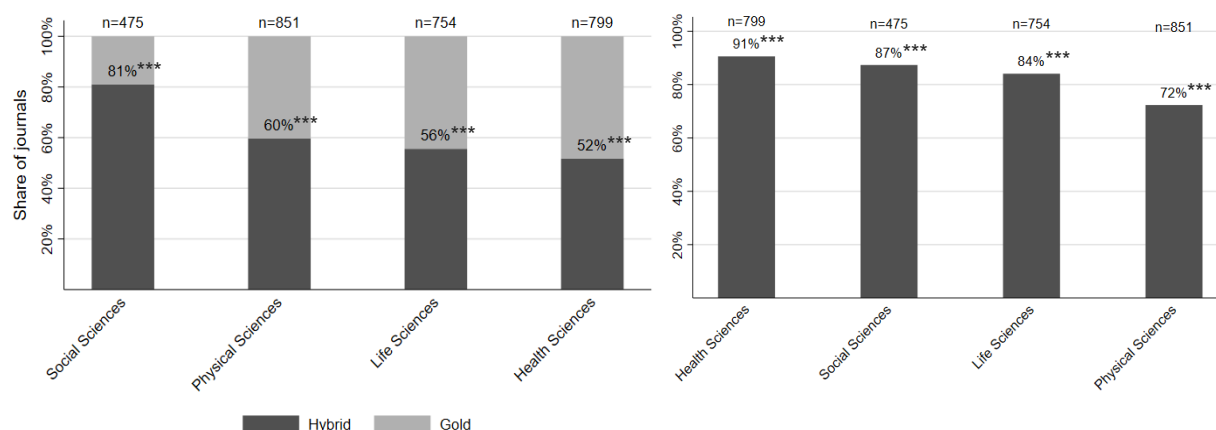 n=475 n=851 n=754 n=799
100%
81%***
80%
60%***
60%
56%***
52%***
40%
20%
Share of journals
Social Sciences
Physical Sciences
Life Sciences
Health Sciences
Hybrid Gold
n=799 n=475 n=754 n=851
100%
91%***
87%***
84%***
80%
72%***
60%
40%
20%
Health Sciences
Social Sciences
Life Sciences
Physical Sciences